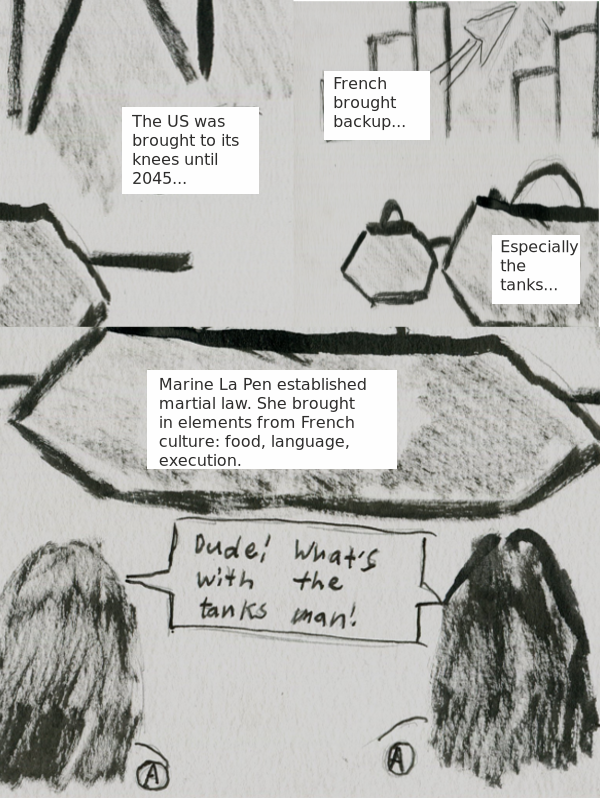 The US was
brought to its
knees until
2045...
French
brought
backup...
Especially
the
tanks...
Marine La Pen established
martial law. She brought
in elements from French
culture: food, language,
execution.
Dude! What's
with the
tanks man!
A
A